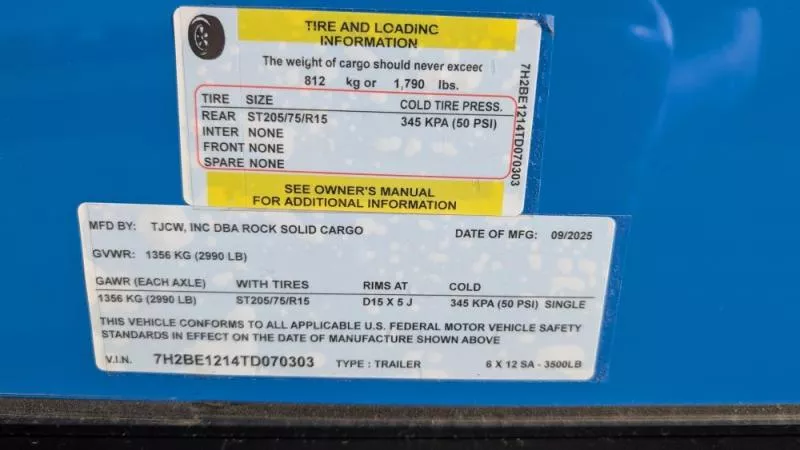 TIRE AND LOADING
INFORMATION
The weight of cargo should never exceed
812 kg or 1,790 lbs.
TIRE SIZE COLD TIRE PRESS.
REAR ST205/75/R15 345 KPA (50 PSI)
INTER NONE
FRONT NONE
SPARE NONE
SEE OWNER'S MANUAL
FOR ADDITIONAL INFORMATION
7H2BE1214TD070303
MFD BY: TJCW, INC DBA ROCK SOLID CARGO DATE OF MFG: 09/2025
GVWR: 1356 KG (2990 LB)
GAWR (EACH AXLE) WITH TIRES RIMS AT COLD
1356 KG (2990 LB) ST205/75/R15 D15 X 5 J 345 KPA (50 PSI) SINGLE
THIS VEHICLE CONFORMS TO ALL APPLICABLE U.S. FEDERAL MOTOR VEHICLE SAFETY
STANDARDS IN EFFECT ON THE DATE OF MANUFACTURE SHOWN ABOVE
V.I.N. 7H2BE1214TD070303 TYPE : TRAILER 6 X 12 SA - 3500LB